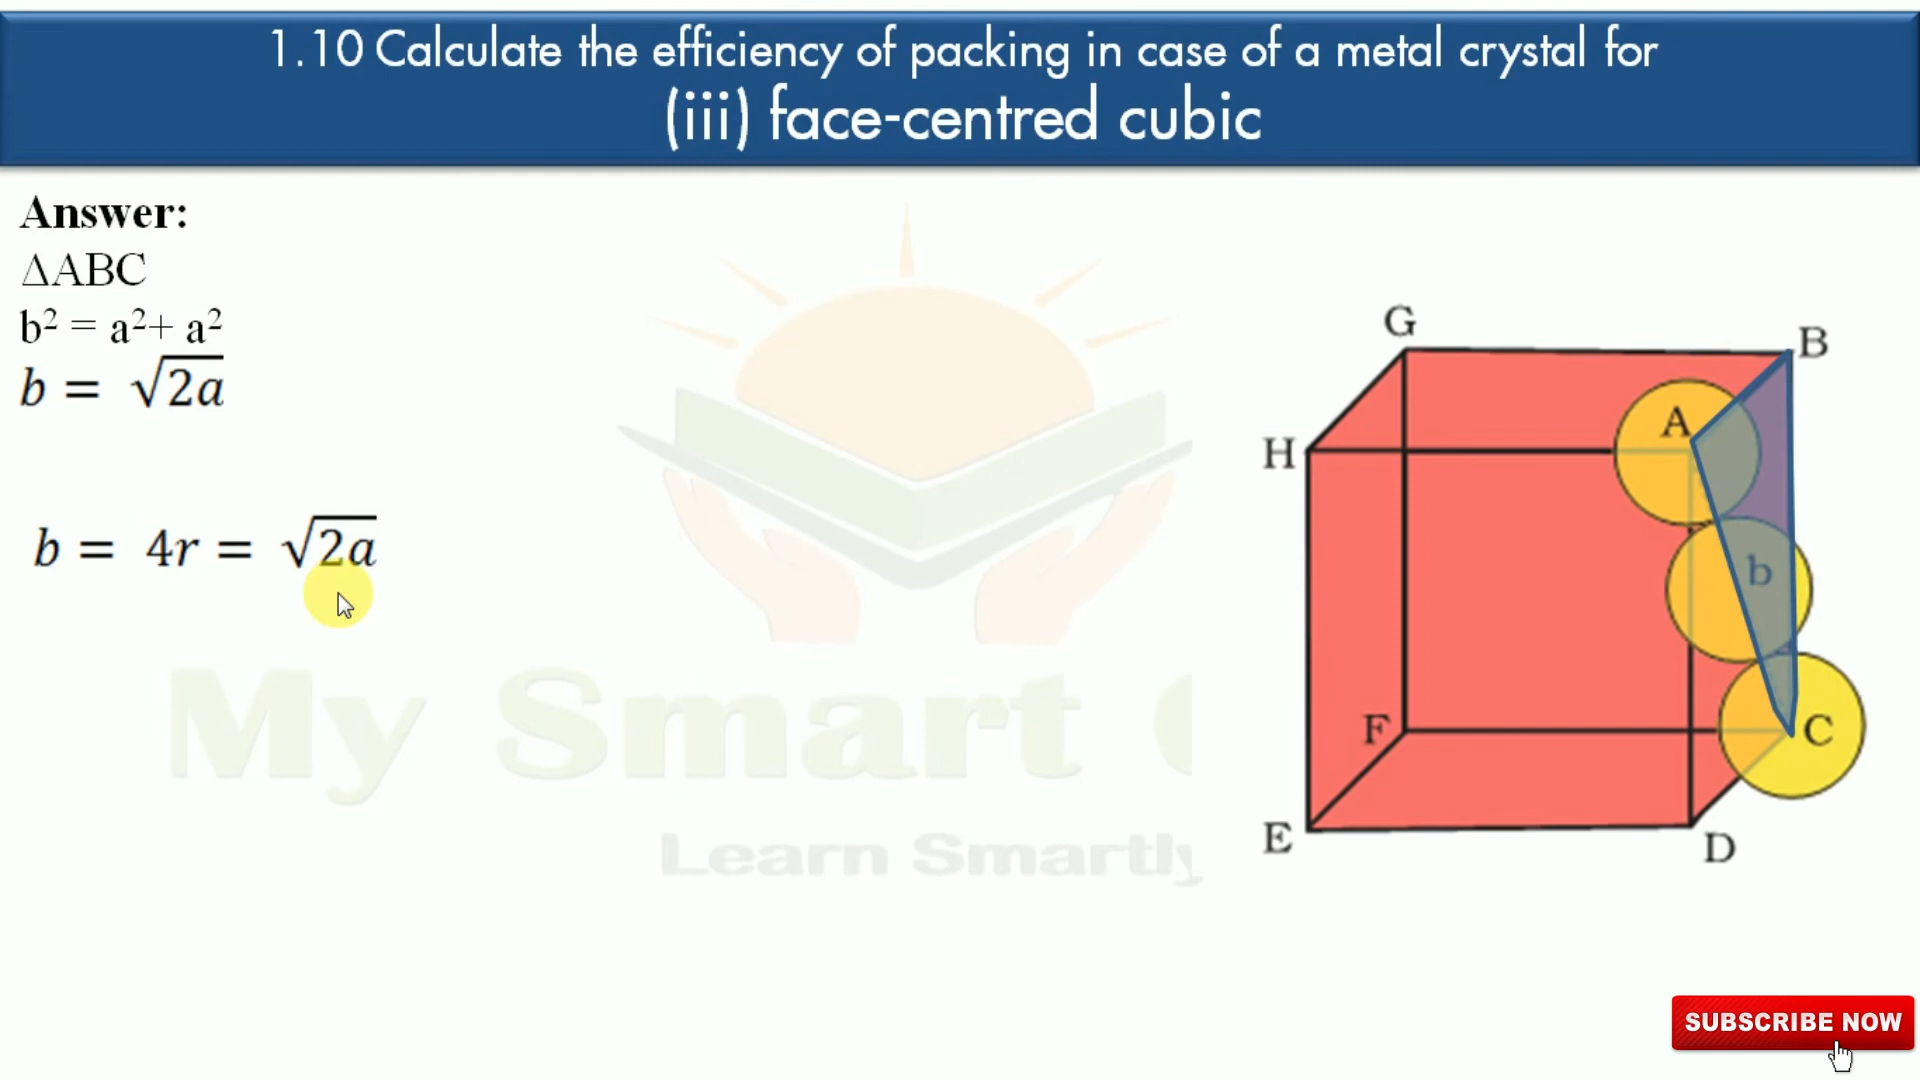 1.10 Calculate the efficiency of packing in case of a metal crystal for
(iii) face-centred cubic
Answer:
ΔABC
b² = a²+ a²
b = √2a
b = 4r = √2a
G
B
A
H
b
F
C
E
D
My Smart
Learn Smartly
SUBSCRIBE NOW